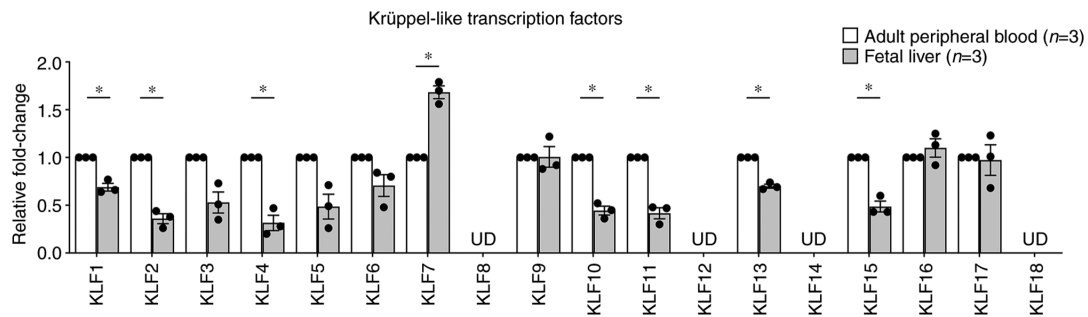 Krüppel-like transcription factors
Adult peripheral blood (n=3)
Fetal liver (n=3)
Relative fold-change
2.0
1.5
1.0
0.5
0.0
* * * * * * * *
UD UD UD UD
KLF1 KLF2 KLF3 KLF4 KLF5 KLF6 KLF7 KLF8 KLF9 KLF10 KLF11 KLF12 KLF13 KLF14 KLF15 KLF16 KLF17 KLF18